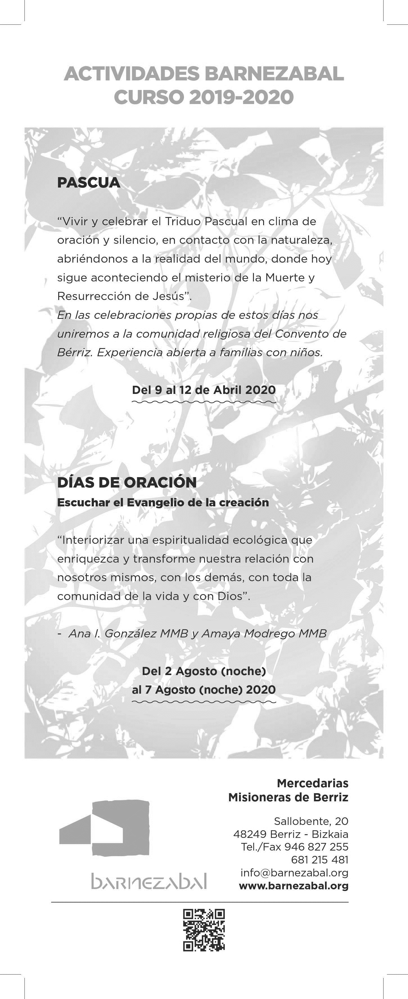 ACTIVIDADES BARNEZABAL
CURSO 2019-2020
PASCUA
“Vivir y celebrar el Triduo Pascual en clima de
oración y silencio, en contacto con la naturaleza,
abriéndonos a la realidad del mundo, donde hoy
sigue aconteciendo el misterio de la Muerte y
Resurrección de Jesús”.
En las celebraciones propias de estos días nos
uniremos a la comunidad religiosa del Convento de
Bérriz. Experiencia abierta a familias con niños.
Del 9 al 12 de Abril 2020
DÍAS DE ORACIÓN
Escuchar el Evangelio de la creación
“Interiorizar una espiritualidad ecológica que
enriquezca y transforme nuestra relación con
nosotros mismos, con los demás, con toda la
comunidad de la vida y con Dios”.
- Ana I. González MMB y Amaya Modrego MMB
Del 2 Agosto (noche)
al 7 Agosto (noche) 2020
Mercedarias
Misioneras de Berriz
Sallobente, 20
48249 Berriz - Bizkaia
Tel./Fax 946 827 255
681 215 481
info@barnezabal.org
www.barnezabal.org
barnezabal